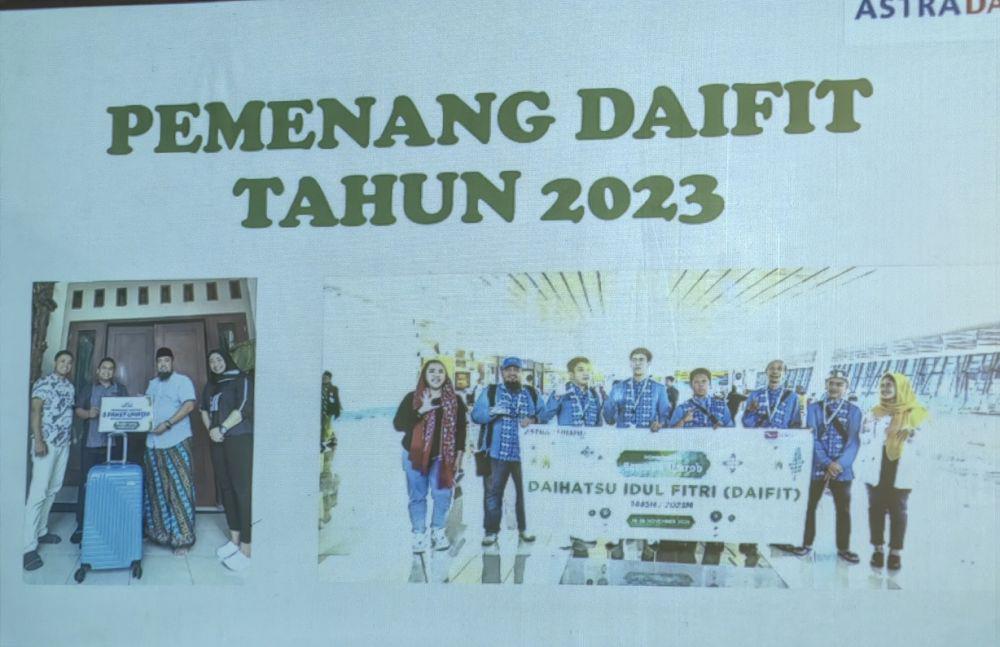 ASTRADA
PEMENANG DAIFIT
TAHUN 2023
DAIHATSU IDUL FITRI (DAIFIT)